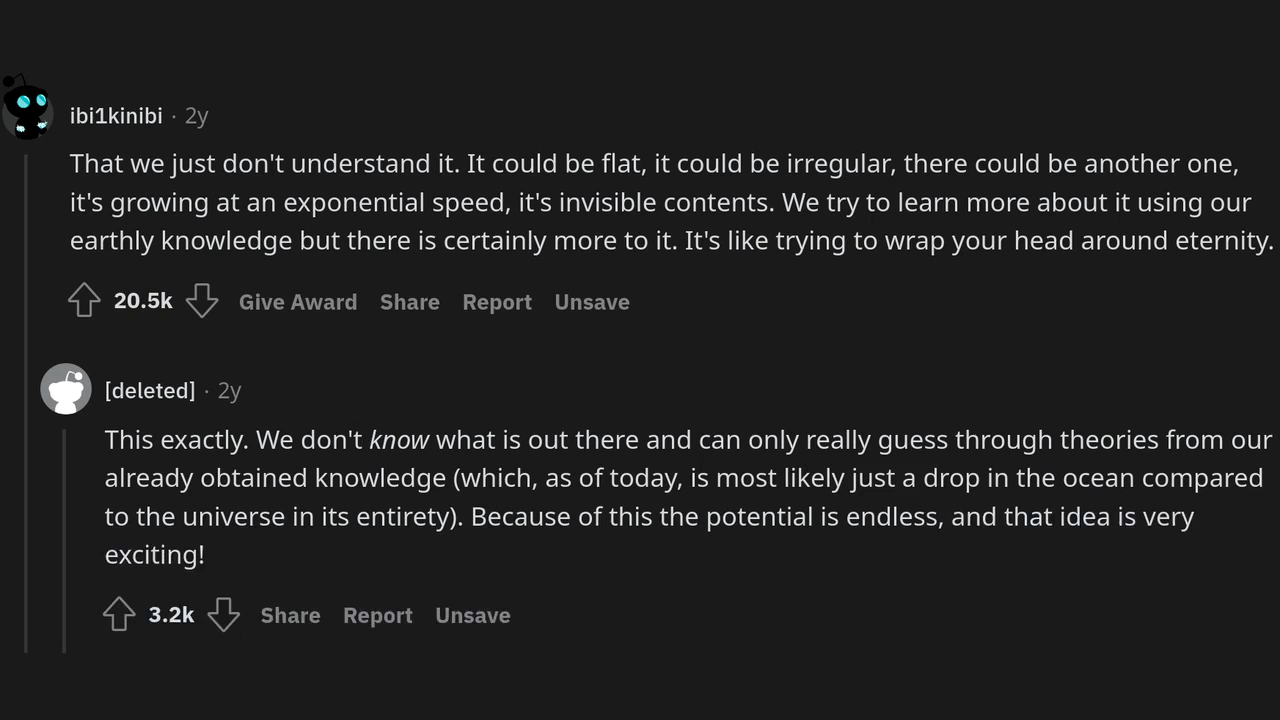 ibi1kinibi · 2y
That we just don't understand it. It could be flat, it could be irregular, there could be another one,
it's growing at an exponential speed, it's invisible contents. We try to learn more about it using our
earthly knowledge but there is certainly more to it. It's like trying to wrap your head around eternity.
20.5k Give Award Share Report Unsave
[deleted] · 2y
This exactly. We don't know what is out there and can only really guess through theories from our
already obtained knowledge (which, as of today, is most likely just a drop in the ocean compared
to the universe in its entirety). Because of this the potential is endless, and that idea is very
exciting!
3.2k Share Report Unsave